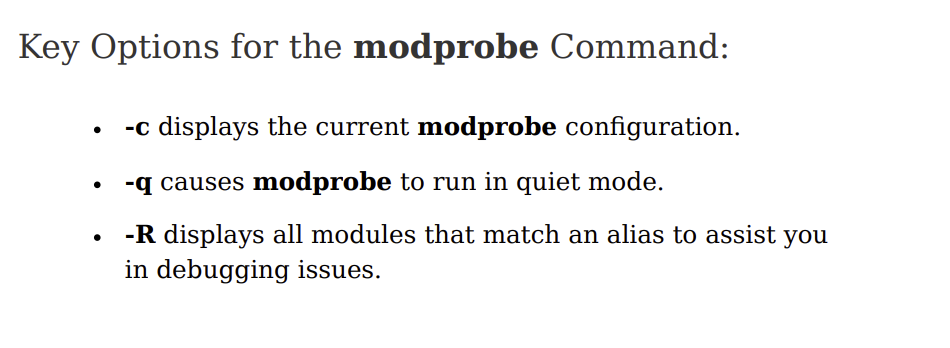 Key Options for the modprobe Command:
• -c displays the current modprobe configuration.
• -q causes modprobe to run in quiet mode.
• -R displays all modules that match an alias to assist you
in debugging issues.